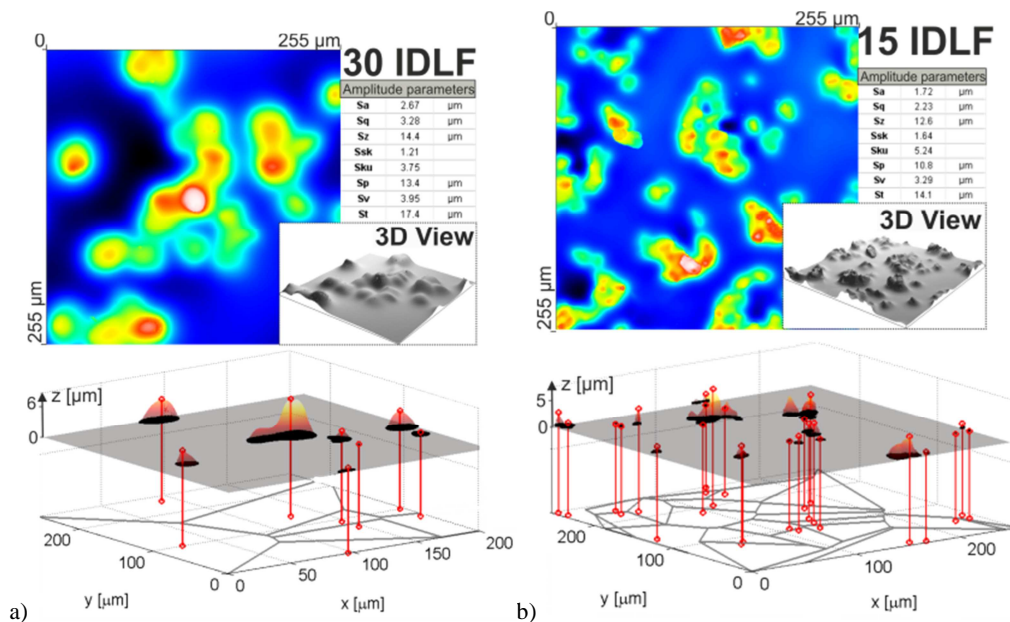 0
255 µm
30 IDLF
Amplitude parameters
Sa 2.67 µm
Sq 3.28 µm
Sz 14.4 µm
Ssk 1.21
Sku 3.75
Sp 13.4 µm
Sv 3.95 µm
St 17.4 µm
3D View
255 µm
z [µm]
6
0
200
100
0
0
50
100
150
200
y [µm]
x [µm]
a)
0
255 µm
15 IDLF
Amplitude parameters
Sa 1.72 µm
Sq 2.23 µm
Sz 12.6 µm
Ssk 1.64
Sku 5.24
Sp 10.8 µm
Sv 3.29 µm
St 14.1 µm
3D View
255 µm
z [µm]
5
0
200
100
0
0
100
200
y [µm]
x [µm]
b)